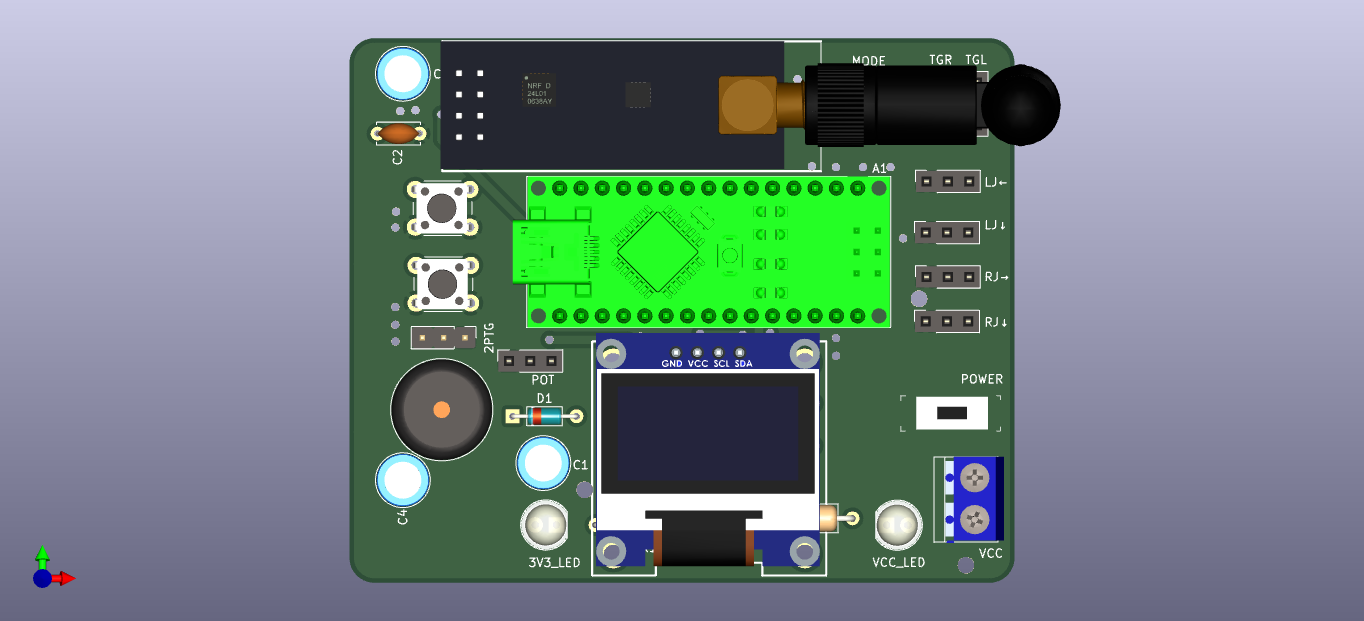 C
MODE
TGR TGL
NRF D
24LD1
0638AY
C2
A1
LJ←
LJ↓
RJ→
RJ↓
2PTG
POT
GND VCC SCL SDA
D1
POWER
C1
C4
3V3_LED
VCC_LED
VCC